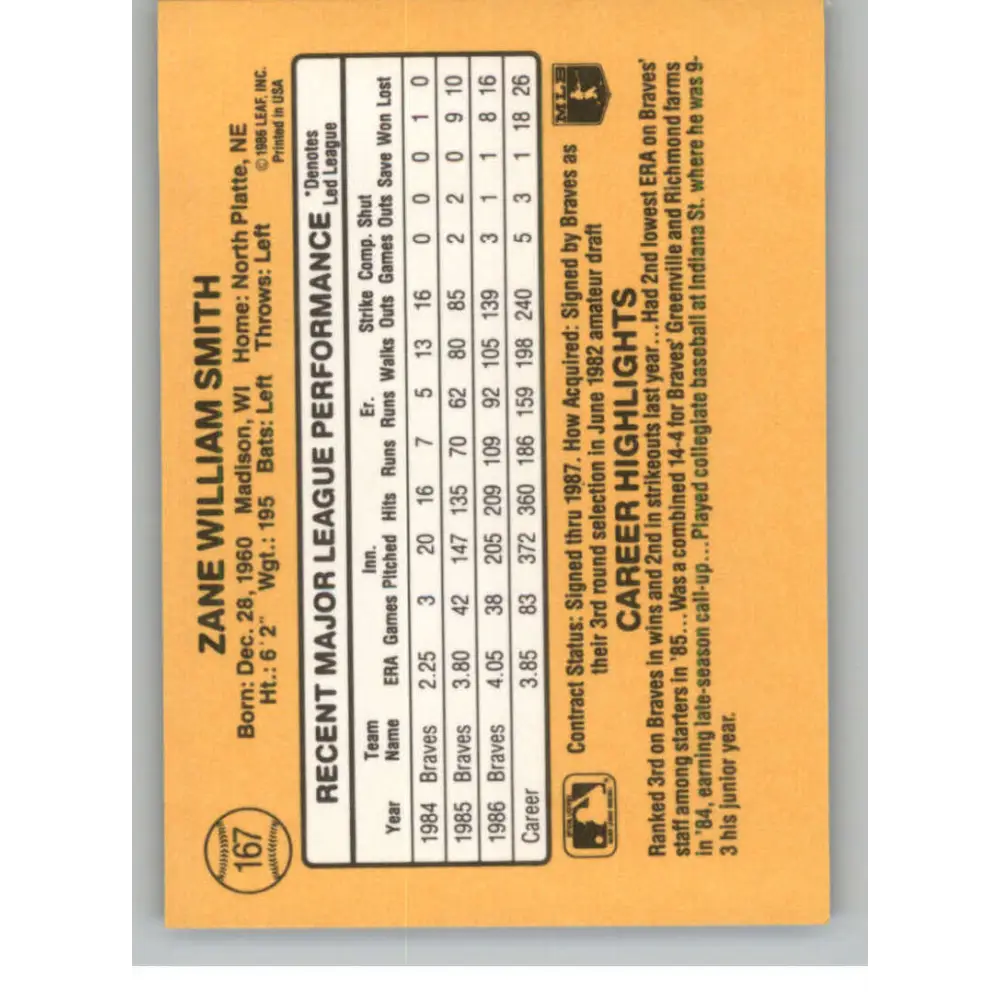 167
ZANE WILLIAM SMITH
Born: Dec. 28, 1960 Madison, WI Home: North Platte, NE
Ht.: 6'2" Wgt.: 195 Bats: Left Throws: Left
© 1986 LEAF, INC.
Printed in USA
RECENT MAJOR LEAGUE PERFORMANCE
*Denotes
Led League
Year Team Name ERA Games Inn. Pitched Hits Runs Er. Runs Walks Strike Outs Comp. Games Shut Outs Save Won Lost
1984 Braves 2.25 3 20 16 7 5 13 16 0 0 0 1 0
1985 Braves 3.80 42 147 135 70 62 80 85 2 2 0 9 10
1986 Braves 4.05 38 205 209 109 92 105 139 3 1 1 8 16
Career 3.85 83 372 360 186 159 198 240 5 3 1 18 26
Contract Status: Signed thru 1987. How Acquired: Signed by Braves as
their 3rd round selection in June 1982 amateur draft
MLB
CAREER HIGHLIGHTS
Ranked 3rd on Braves in wins and 2nd in strikeouts last year...Had 2nd lowest ERA on Braves'
staff among starters in '85...Was a combined 14-4 for Braves' Greenville and Richmond farms
in '84, earning late-season call-up...Played collegiate baseball at Indiana St. where he was 9-
3 his junior year.